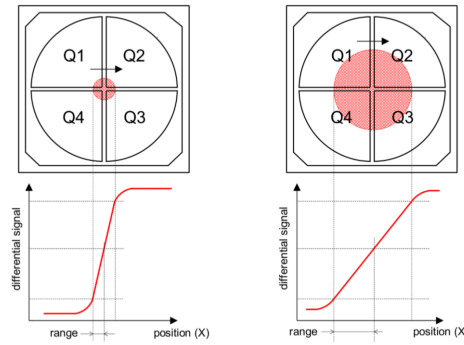 Q1 Q2
Q4 Q3
differential signal
range
position (X)
Q1 Q2
Q4 Q3
differential signal
range
position (X)